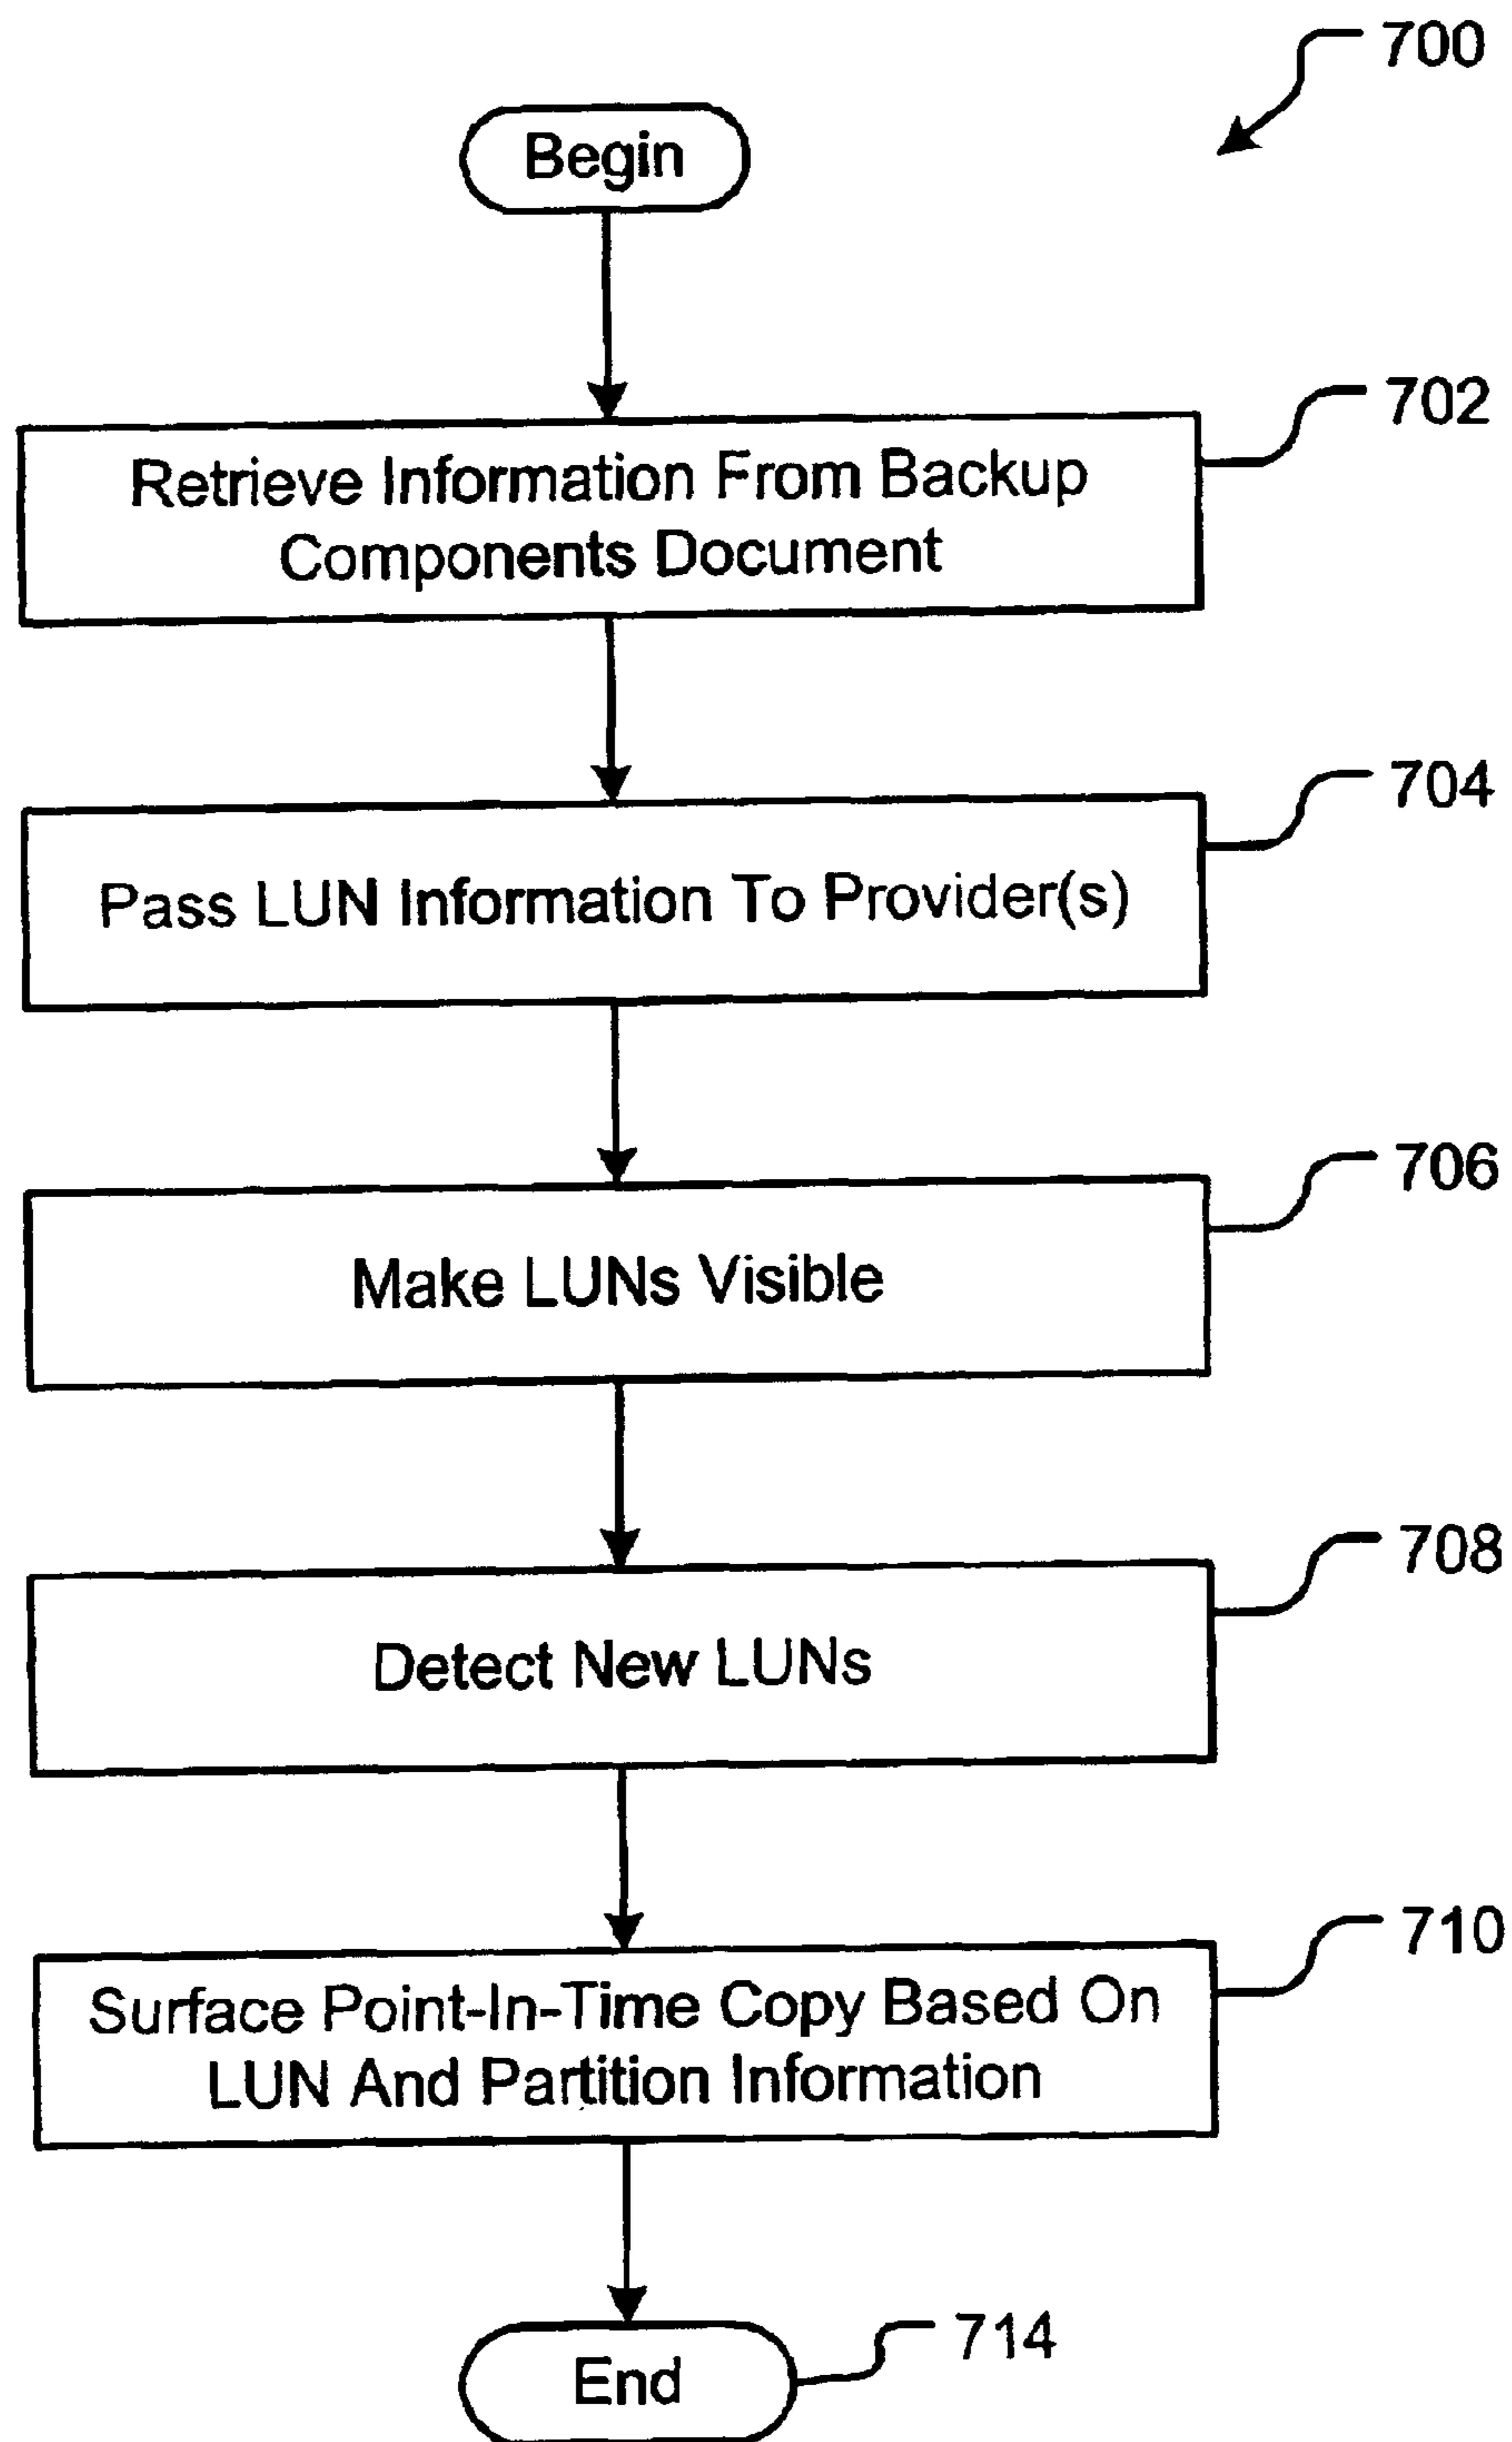 700
Begin
702
Retrieve Information From Backup
Components Document
704
Pass LUN Information To Provider(s)
706
Make LUNs Visible
708
Detect New LUNs
710
Surface Point-In-Time Copy Based On
LUN And Partition Information
714
End